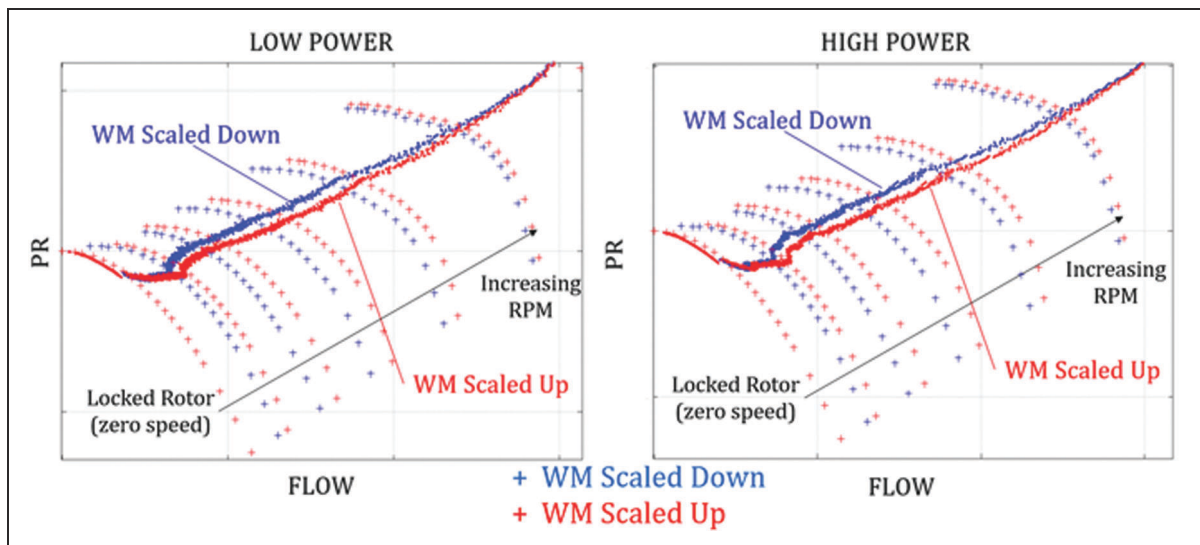 LOW POWER
WM Scaled Down
PR
Increasing
RPM
WM Scaled Up
Locked Rotor
(zero speed)
FLOW
HIGH POWER
WM Scaled Down
PR
Increasing
RPM
WM Scaled Up
Locked Rotor
(zero speed)
FLOW
+ WM Scaled Down
+ WM Scaled Up